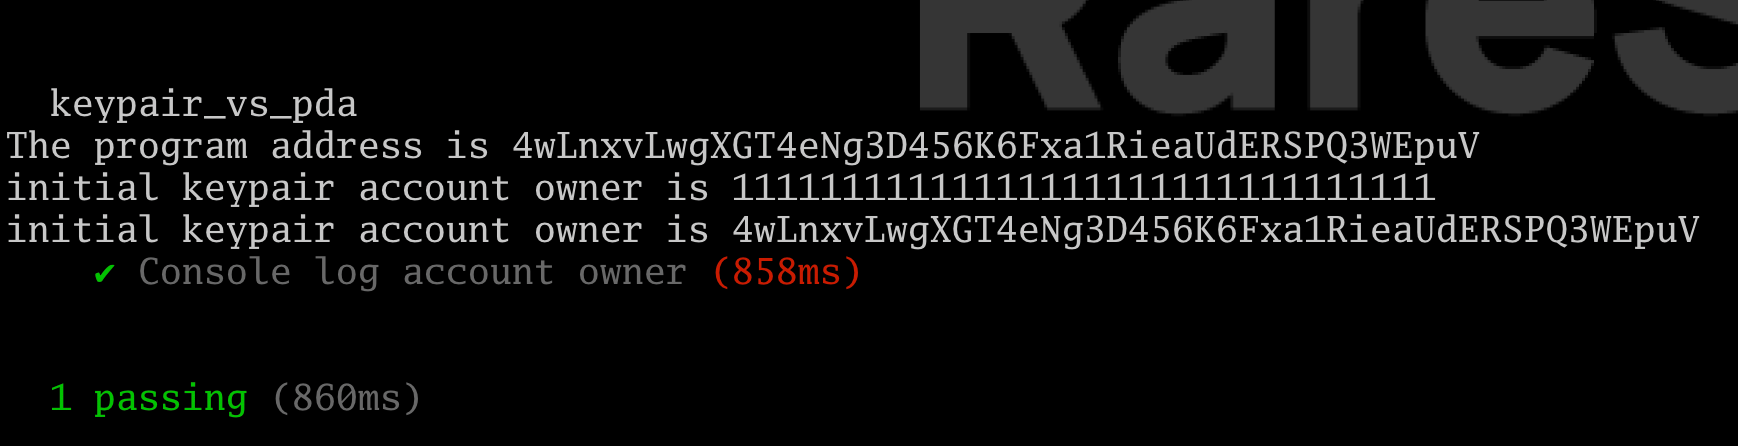 RareS
keypair_vs_pda
The program address is 4wLnxvLwgXGT4eNg3D456K6Fxa1RieaUdERSPQ3WEpuV
initial keypair account owner is 11111111111111111111111111111111
initial keypair account owner is 4wLnxvLwgXGT4eNg3D456K6Fxa1RieaUdERSPQ3WEpuV
✔ Console log account owner (858ms)
1 passing (860ms)